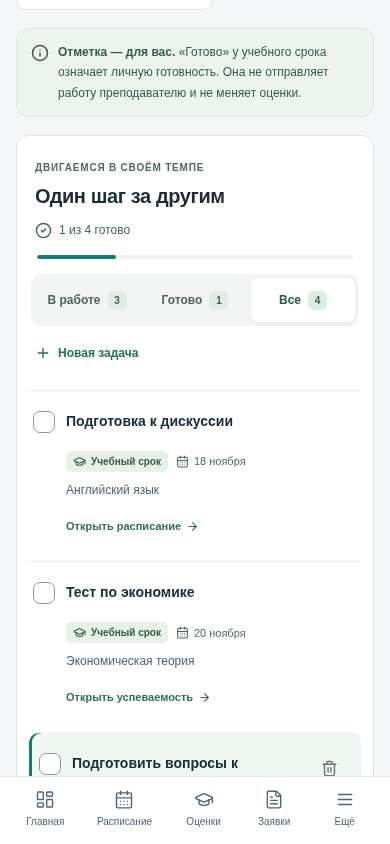 Отметка — для вас. «Готово» у учебного срока
означает личную готовность. Она не отправляет
работу преподавателю и не меняет оценки.
ДВИГАЕМСЯ В СВОЁМ ТЕМПЕ
Один шаг за другим
1 из 4 готово
В работе 3 Готово 1 Все 4
Новая задача
Подготовка к дискуссии
Учебный срок 18 ноября
Английский язык
Открыть расписание →
Тест по экономике
Учебный срок 20 ноября
Экономическая теория
Открыть успеваемость →
Подготовить вопросы к
Главная Расписание Оценки Заявки Ещё